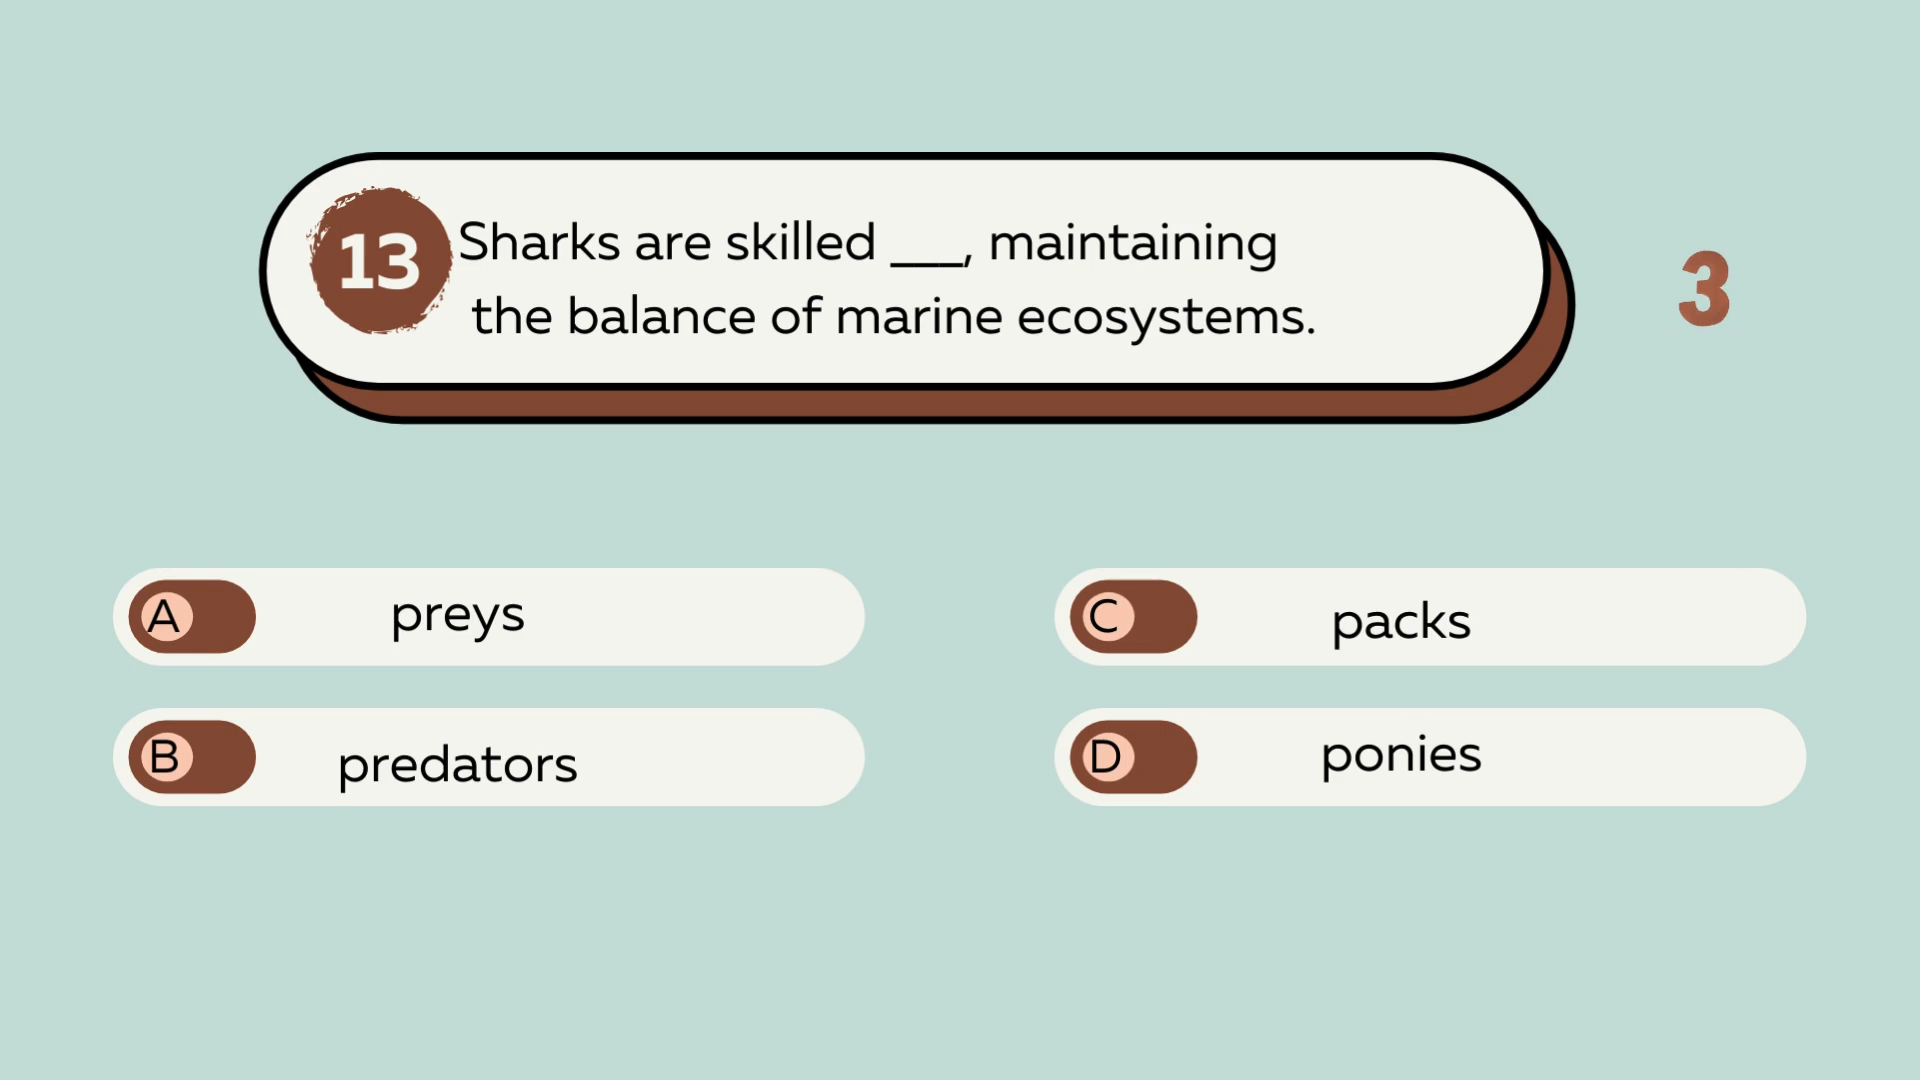 13
Sharks are skilled ___, maintaining
the balance of marine ecosystems.
3
A preys
B predators
C packs
D ponies